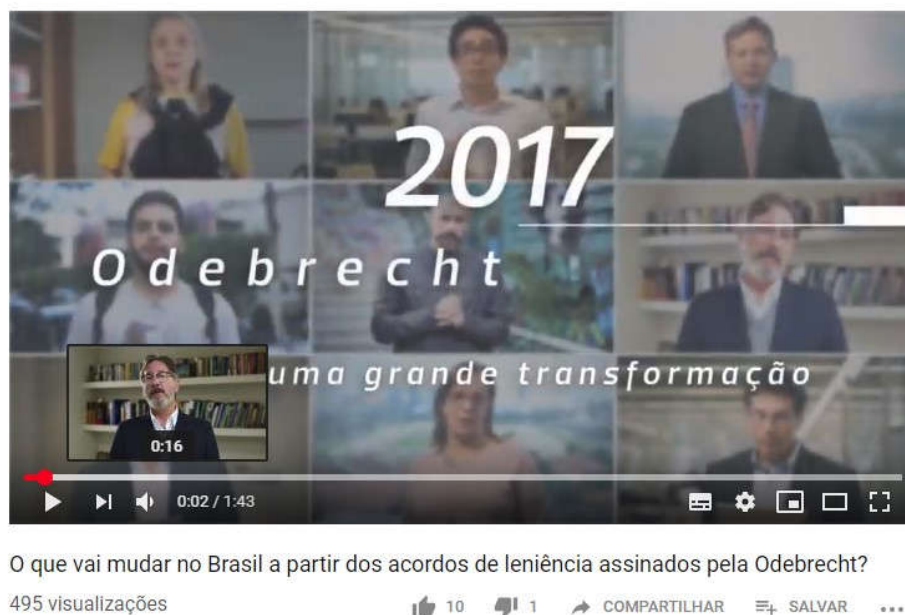 2017
Odebrecht
uma grande transformação
0:16
0:02 / 1:43
O que vai mudar no Brasil a partir dos acordos de leniência assinados pela Odebrecht?
495 visualizações
10 1 COMPARTILHAR SALVAR